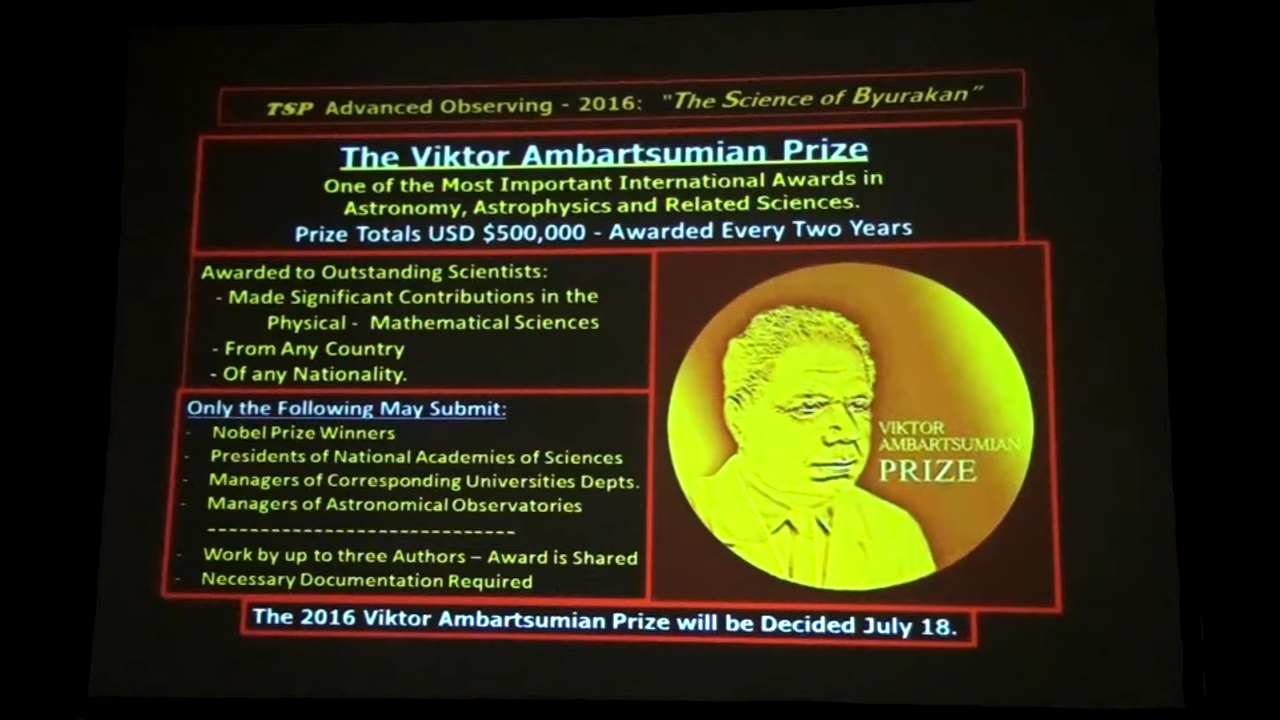 TSP Advanced Observing - 2016: "The Science of Byurakan"
The Viktor Ambartsumian Prize
One of the Most Important International Awards in
Astronomy, Astrophysics and Related Sciences.
Prize Totals USD $500,000 - Awarded Every Two Years
Awarded to Outstanding Scientists:
- Made Significant Contributions in the
Physical - Mathematical Sciences
- From Any Country
- Of any Nationality.
Only the Following May Submit:
- Nobel Prize Winners
- Presidents of National Academies of Sciences
- Managers of Corresponding Universities Depts.
- Managers of Astronomical Observatories
-----------------------------
- Work by up to three Authors – Award is Shared
- Necessary Documentation Required
VIKTOR
AMBARTSUMIAN
PRIZE
The 2016 Viktor Ambartsumian Prize will be Decided July 18.